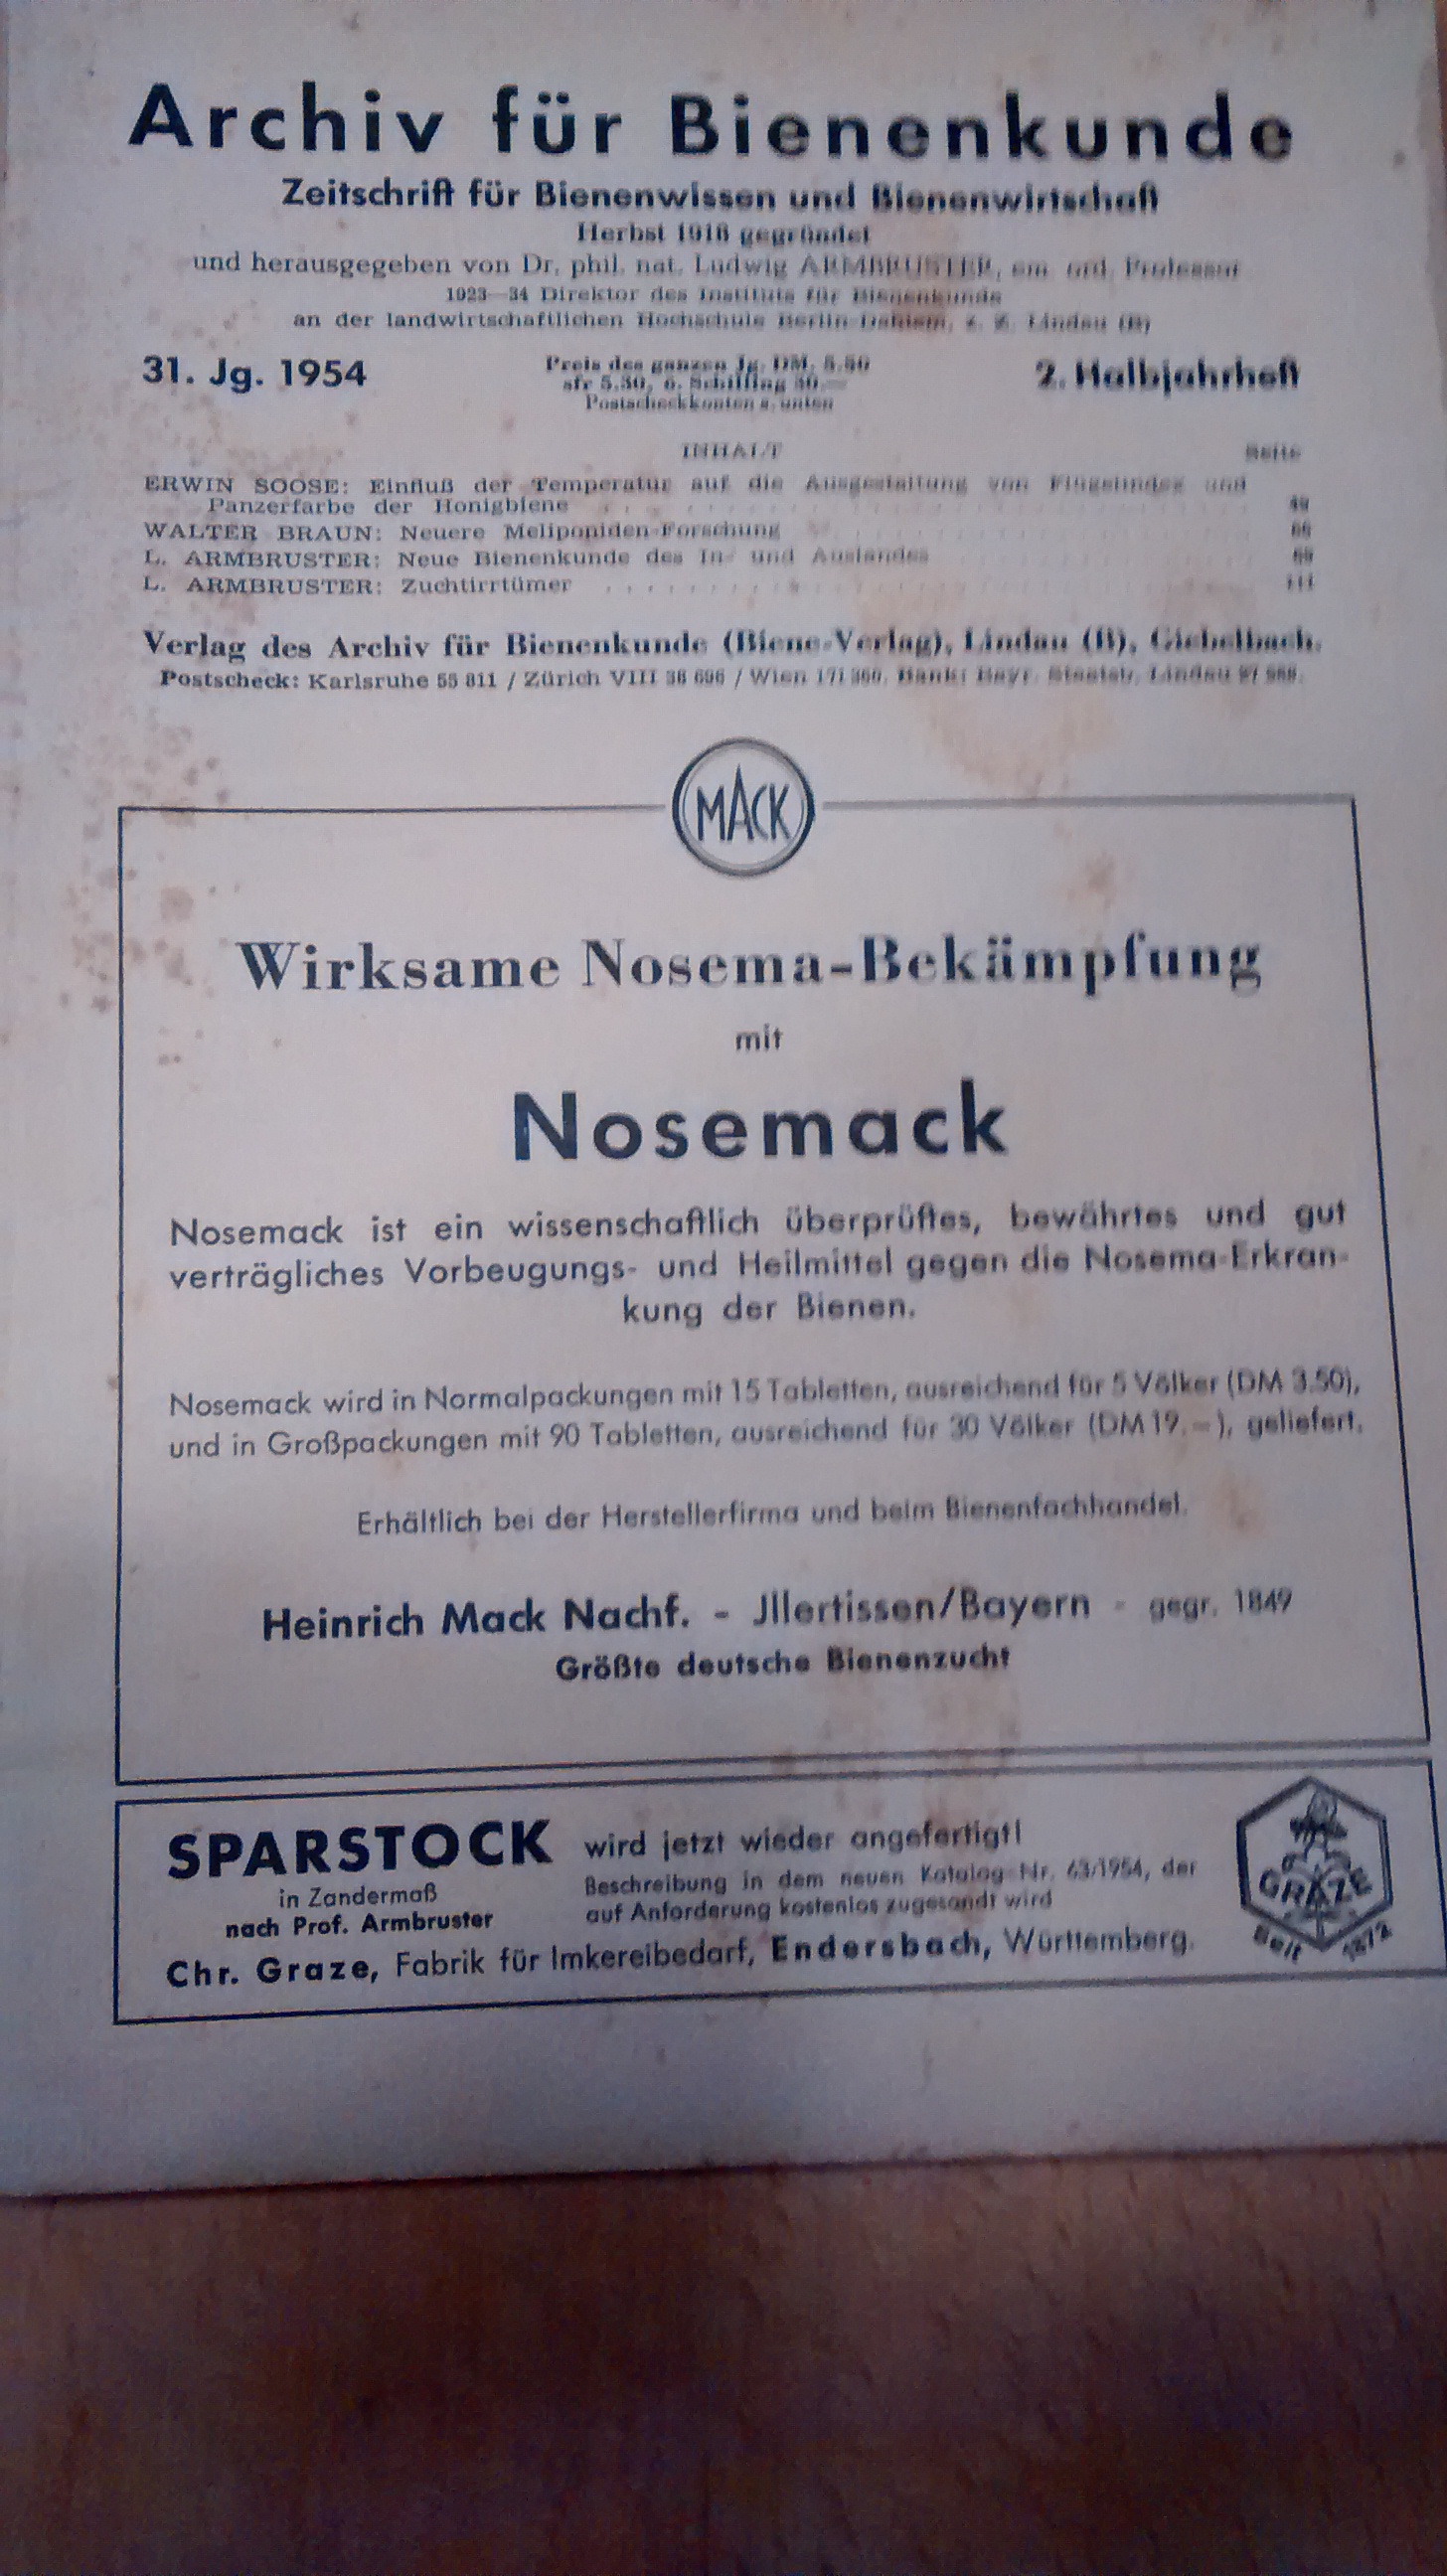 Archiv für Bienenkunde
Zeitschrift für Bienenwissen und Bienenwirtschaft
Herbst 1918 gegründet
und herausgegeben von Dr. phil. nat. Ludwig ARMBRUSTER, em. ord. Professor
1923—34 Direktor des Instituts für Bienenkunde
an der landwirtschaftlichen Hochschule Berlin-Dahlem, z. Z. Lindau (B)
31. Jg. 1954
Preis des ganzen Jg. DM.
sfr 5.30, ö. Schilling 30.—
Postscheckkonten s. unten
2. Halbjahrheft
INHALT Seite
ERWIN SOOSE: Einfluß der Temperatur auf die Ausgestaltung von Flügelindex und
Panzerfarbe der Honigbiene
WALTER BRAUN: Neuere Meliponiden-Forschung
L. ARMBRUSTER: Neue Bienenkunde des In- und Auslandes
L. ARMBRUSTER: Zuchtirrtümer 111
Verlag des Archiv für Bienenkunde (Biene-Verlag), Lindau (B), Giebelbach.
Postscheck: Karlsruhe 55 811 / Zürich VIII / Wien Bank: Bayr. Staatsb. Lindau
MACK
Wirksame Nosema-Bekämpfung
mit
Nosemack
Nosemack ist ein wissenschaftlich überprüftes, bewährtes und gut
verträgliches Vorbeugungs- und Heilmittel gegen die Nosema-Erkran-
kung der Bienen.
Nosemack wird in Normalpackungen mit 15 Tabletten, ausreichend für 5 Völker (DM 3.50),
und in Großpackungen mit 90 Tabletten, ausreichend für 30 Völker (DM 19.—), geliefert.
Erhältlich bei der Herstellerfirma und beim Bienenfachhandel.
Heinrich Mack Nachf. - Jllertissen/Bayern - gegr. 1849
Größte deutsche Bienenzucht
SPARSTOCK
in Zandermaß
nach Prof. Armbruster
wird jetzt wieder angefertigt!
Beschreibung in dem neuen Katalog Nr. 63/1954, der
auf Anforderung kostenlos zugesandt wird
Chr. Graze, Fabrik für Imkereibedarf, Endersbach, Württemberg.
GRAZE
Seit 1872